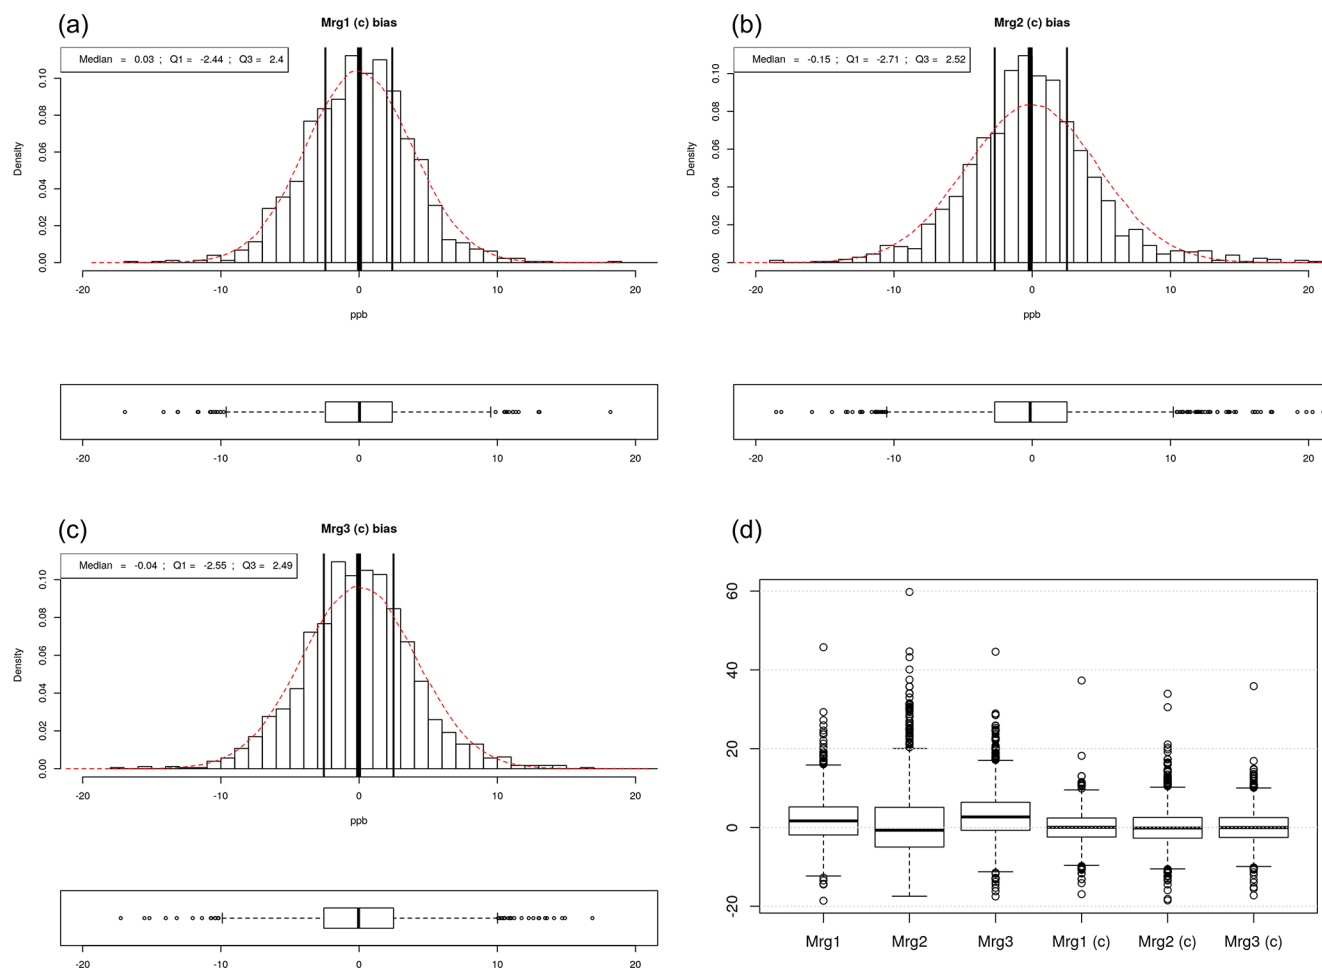 (a)
Mrg1 (c) bias
Median = 0.03 ; Q1 = -2.44 ; Q3 = 2.4
Density
0.00 0.02 0.04 0.06 0.08 0.10
-20 -10 0 10 20
ppb
-20 -10 0 10 20
(b)
Mrg2 (c) bias
Median = -0.15 ; Q1 = -2.71 ; Q3 = 2.52
Density
0.00 0.02 0.04 0.06 0.08 0.10
-20 -10 0 10 20
ppb
-20 -10 0 10 20
(c)
Mrg3 (c) bias
Median = -0.04 ; Q1 = -2.55 ; Q3 = 2.49
Density
0.00 0.02 0.04 0.06 0.08 0.10
-20 -10 0 10 20
ppb
-20 -10 0 10 20
(d)
-20 0 20 40 60
Mrg1 Mrg2 Mrg3 Mrg1 (c) Mrg2 (c) Mrg3 (c)